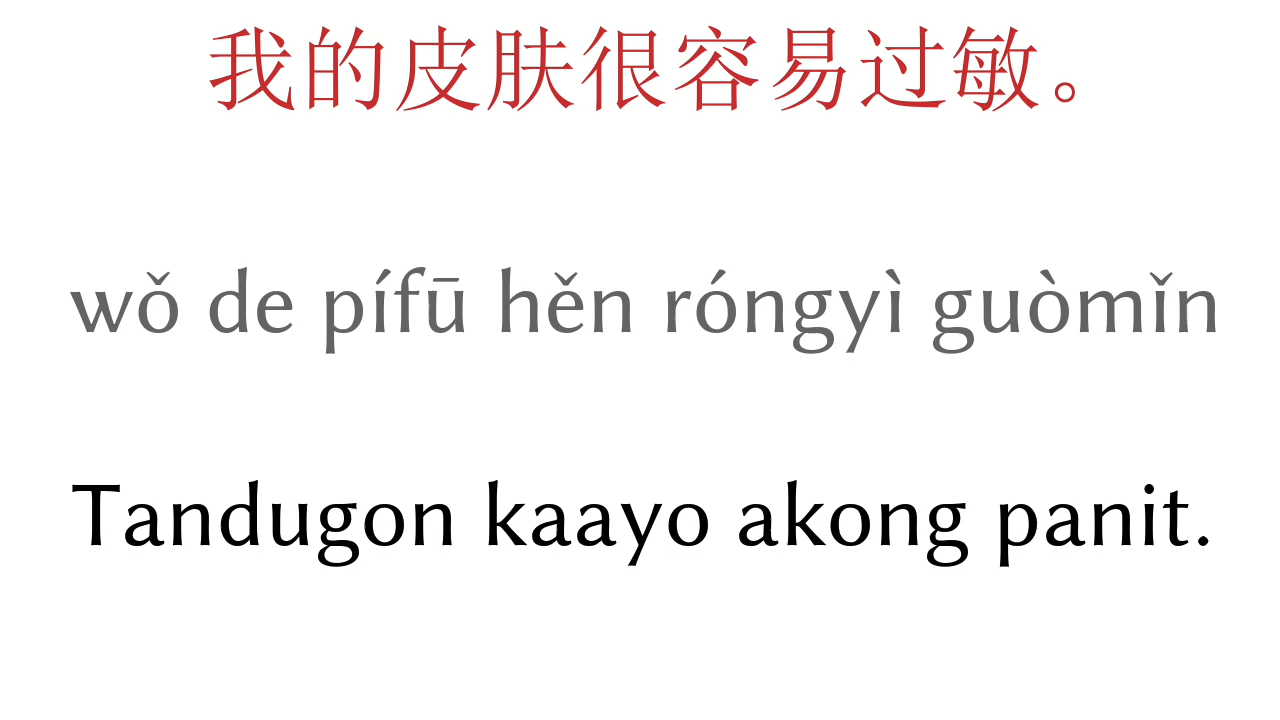 我的皮肤很容易过敏。
wǒ de pífū hěn róngyì guòmǐn
Tandugon kaayo akong panit.